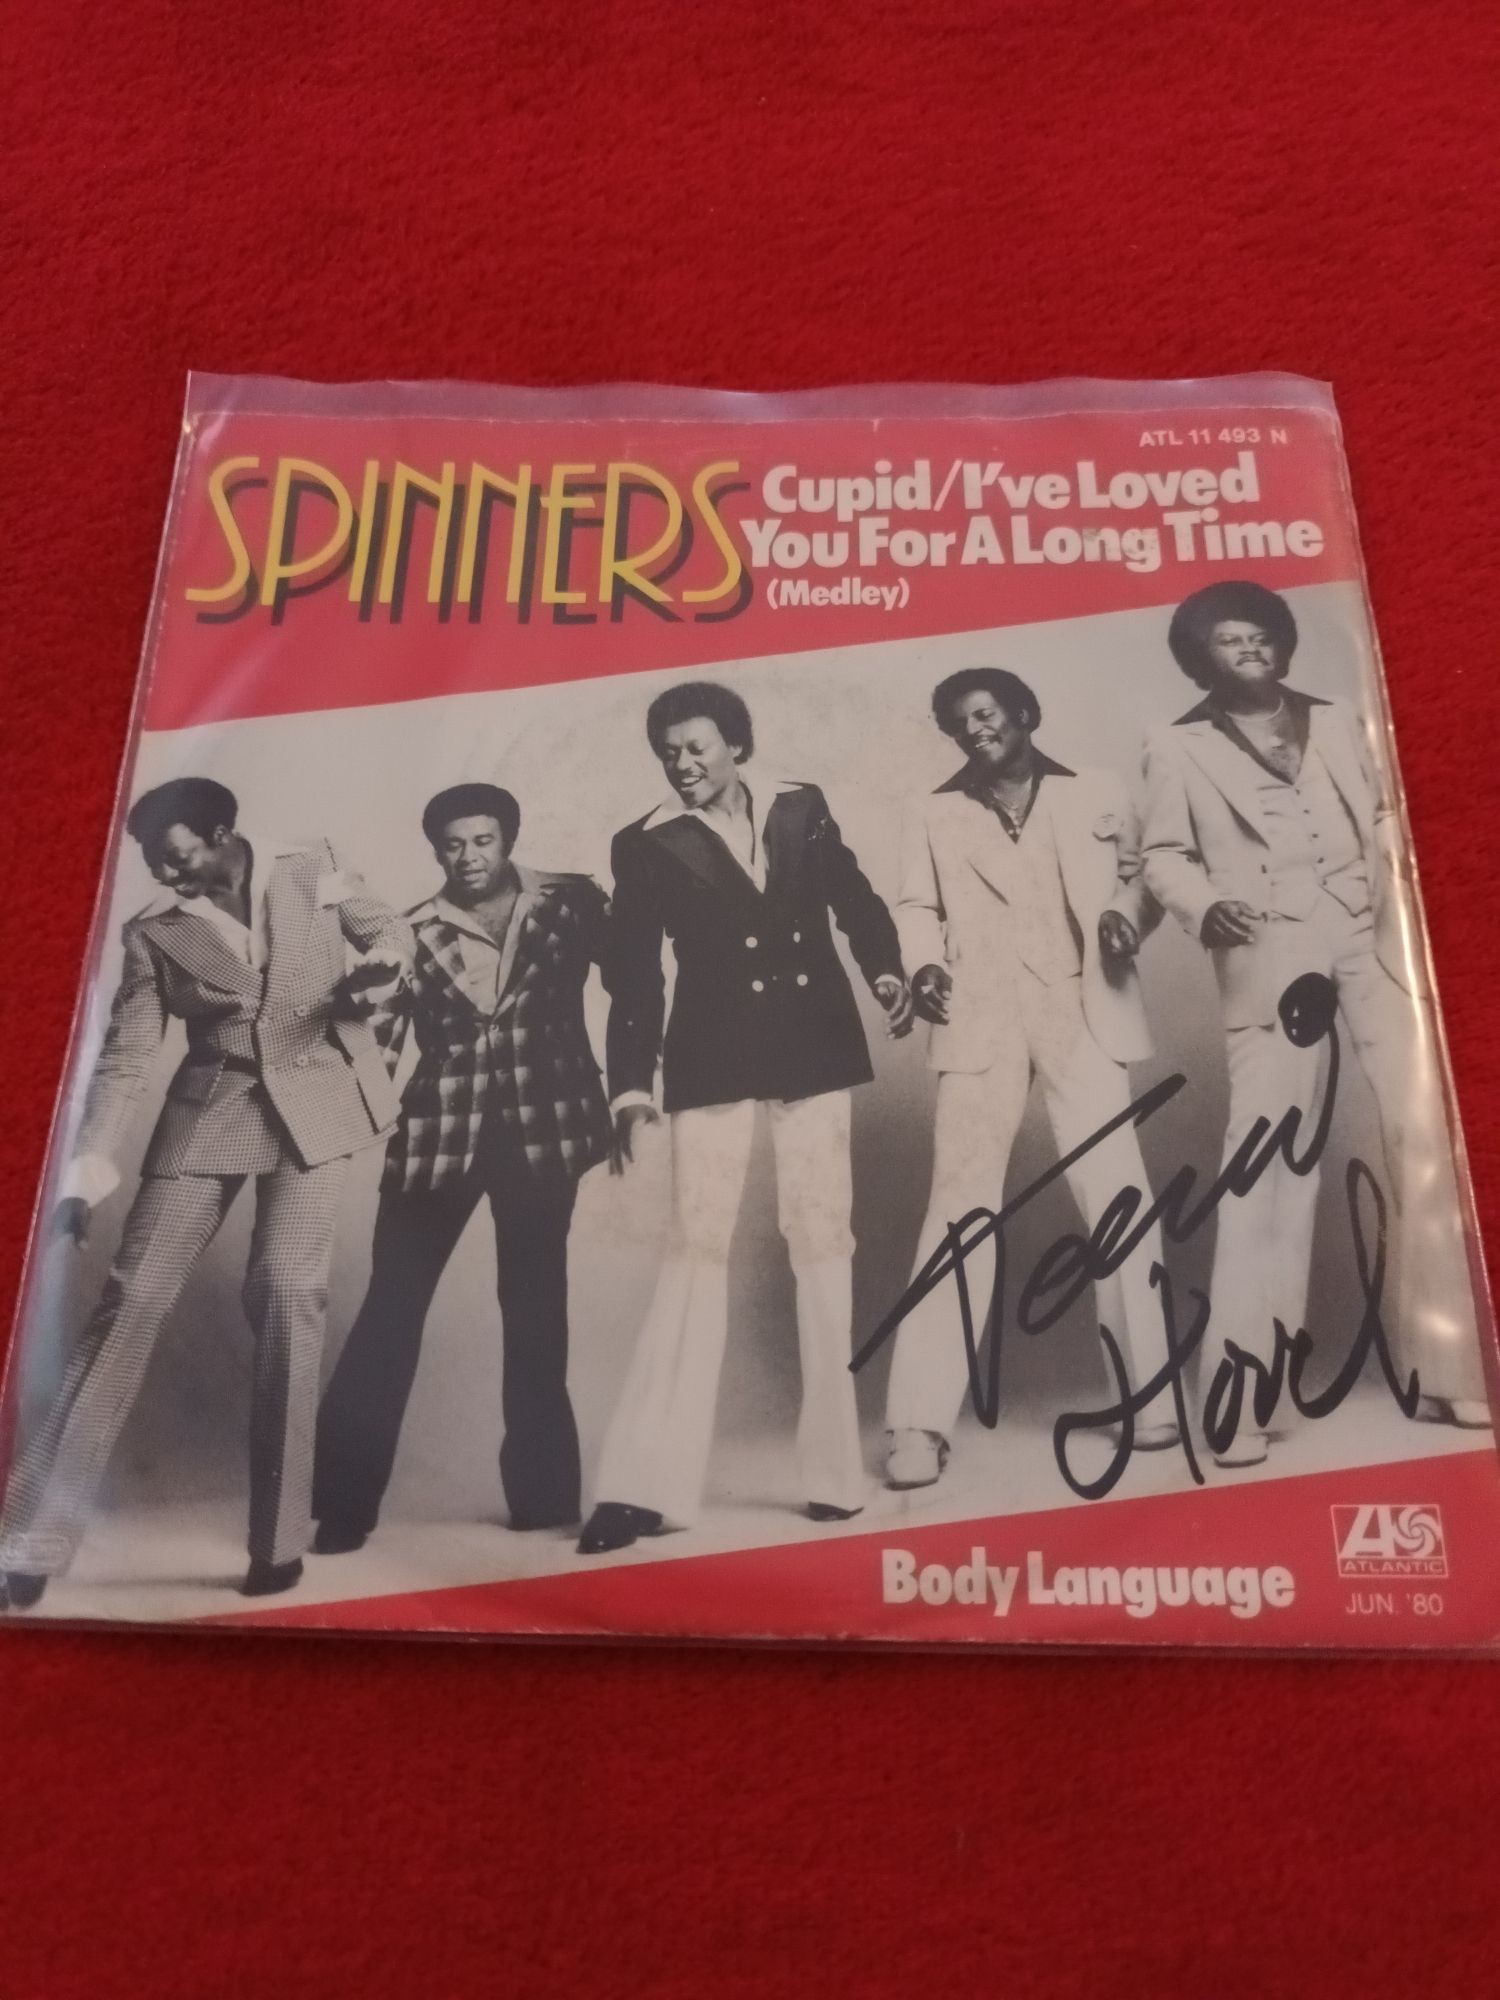 ATL 11 493 N
SPINNERS
Cupid/I've Loved
You For A Long Time
(Medley)
Body Language
ATLANTIC
JUN. '80